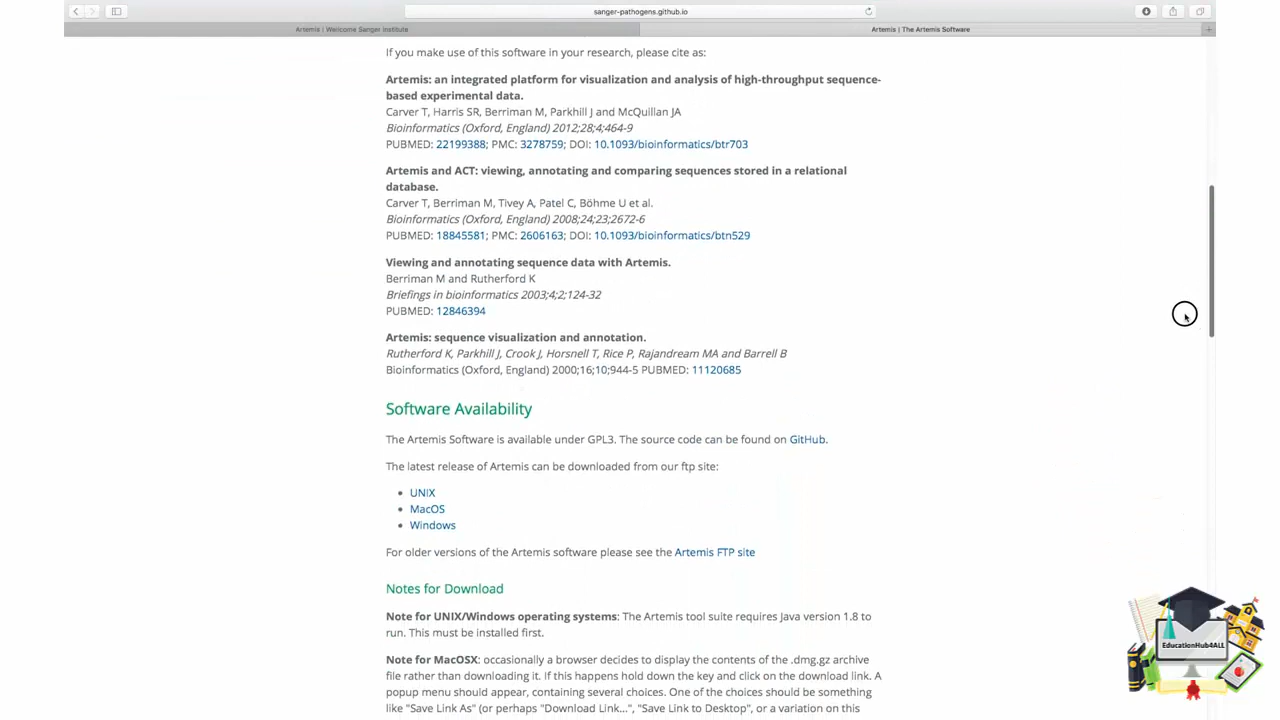 sanger-pathogens.github.io
Artemis | Wellcome Sanger Institute
Artemis | The Artemis Software
If you make use of this software in your research, please cite as:
Artemis: an integrated platform for visualization and analysis of high-throughput sequence-
based experimental data.
Carver T, Harris SR, Berriman M, Parkhill J and McQuillan JA
Bioinformatics (Oxford, England) 2012;28;4;464-9
PUBMED: 22199388; PMC: 3278759; DOI: 10.1093/bioinformatics/btr703
Artemis and ACT: viewing, annotating and comparing sequences stored in a relational
database.
Carver T, Berriman M, Tivey A, Patel C, Böhme U et al.
Bioinformatics (Oxford, England) 2008;24;23;2672-6
PUBMED: 18845581; PMC: 2606163; DOI: 10.1093/bioinformatics/btn529
Viewing and annotating sequence data with Artemis.
Berriman M and Rutherford K
Briefings in bioinformatics 2003;4;2;124-32
PUBMED: 12846394
Artemis: sequence visualization and annotation.
Rutherford K, Parkhill J, Crook J, Horsnell T, Rice P, Rajandream MA and Barrell B
Bioinformatics (Oxford, England) 2000;16;10;944-5 PUBMED: 11120685
Software Availability
The Artemis Software is available under GPL3. The source code can be found on GitHub.
The latest release of Artemis can be downloaded from our ftp site:
UNIX
MacOS
Windows
For older versions of the Artemis software please see the Artemis FTP site
Notes for Download
Note for UNIX/Windows operating systems: The Artemis tool suite requires Java version 1.8 to
run. This must be installed first.
Note for MacOSX: occasionally a browser decides to display the contents of the .dmg.gz archive
file rather than downloading it. If this happens hold down the key and click on the download link. A
popup menu should appear, containing several choices. One of the choices should be something
like "Save Link As" (or perhaps "Download Link...", "Save Link to Desktop", or a variation on this
EducationHub4ALL